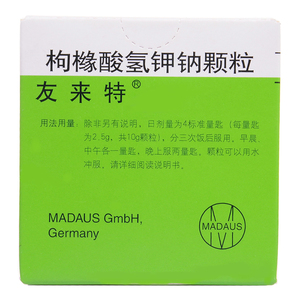 枸橼酸氢钾钠颗粒
友来特®
用法用量：除非另有说明，日剂量为4标准量匙（每量匙
为2.5g，共10g颗粒），分三次饭后服用，早晨、
中午各一量匙，晚上服两量匙，颗粒可以用水
冲服，请详细阅读说明书。
MADAUS GmbH,
Germany
MADAUS